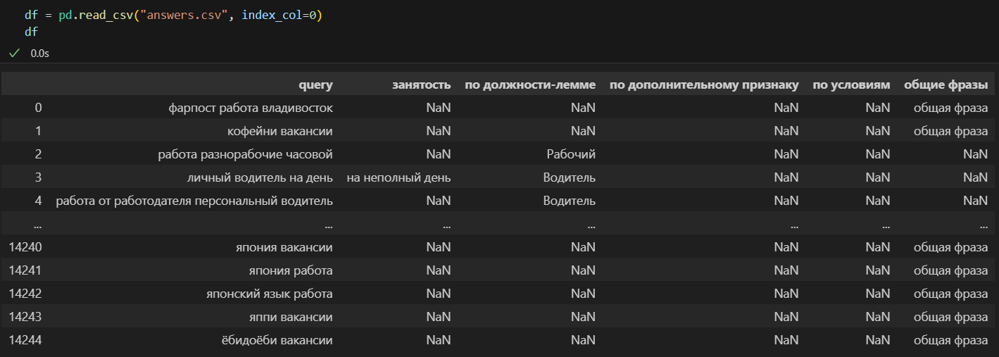 df = pd.read_csv("answers.csv", index_col=0)
df
0.0s
query занятость по должности-лемме по дополнительному признаку по условиям общие фразы
0 фарпост работа владивосток NaN NaN NaN NaN общая фраза
1 кофейни вакансии NaN NaN NaN NaN общая фраза
2 работа разнорабочие часовой NaN Рабочий NaN NaN NaN
3 личный водитель на день на неполный день Водитель NaN NaN NaN
4 работа от работодателя персональный водитель NaN Водитель NaN NaN NaN
... ... ... ... ... ... ...
14240 япония вакансии NaN NaN NaN NaN общая фраза
14241 япония работа NaN NaN NaN NaN общая фраза
14242 японский язык работа NaN NaN NaN NaN общая фраза
14243 яппи вакансии NaN NaN NaN NaN общая фраза
14244 ёбидоёби вакансии NaN NaN NaN NaN общая фраза